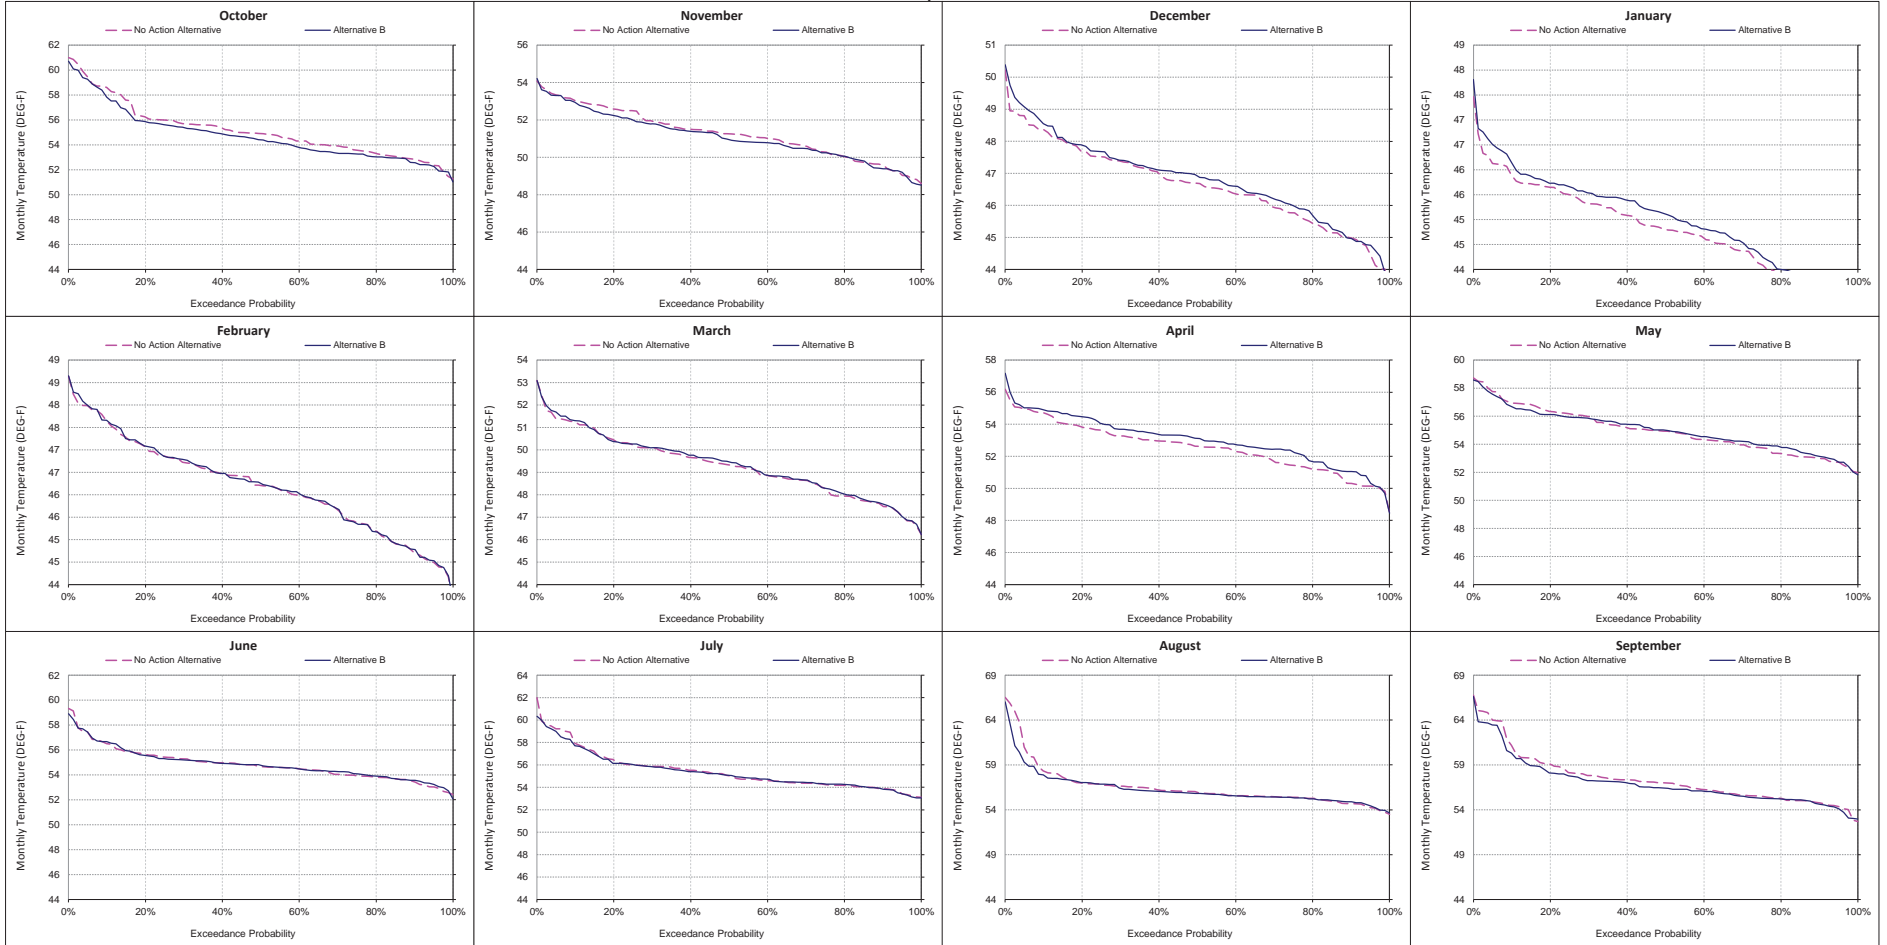 October
No Action Alternative Alternative B
Monthly Temperature (DEG-F)
62
60
58
56
54
52
50
48
46
44
0% 20% 40% 60% 80% 100%
Exceedance Probability
November
No Action Alternative Alternative B
Monthly Temperature (DEG-F)
56
54
52
50
48
46
44
0% 20% 40% 60% 80% 100%
Exceedance Probability
December
No Action Alternative Alternative B
Monthly Temperature (DEG-F)
51
50
49
48
47
46
45
44
0% 20% 40% 60% 80% 100%
Exceedance Probability
January
No Action Alternative Alternative B
Monthly Temperature (DEG-F)
49
48
48
47
47
46
46
45
45
44
0% 20% 40% 60% 80% 100%
Exceedance Probability
February
No Action Alternative Alternative B
Monthly Temperature (DEG-F)
49
49
48
48
47
47
46
46
45
45
44
0% 20% 40% 60% 80% 100%
Exceedance Probability
March
No Action Alternative Alternative B
Monthly Temperature (DEG-F)
54
53
52
51
50
49
48
47
46
45
44
0% 20% 40% 60% 80% 100%
Exceedance Probability
April
No Action Alternative Alternative B
Monthly Temperature (DEG-F)
58
56
54
52
50
48
46
44
0% 20% 40% 60% 80% 100%
Exceedance Probability
May
No Action Alternative Alternative B
Monthly Temperature (DEG-F)
60
58
56
54
52
50
48
46
44
0% 20% 40% 60% 80% 100%
Exceedance Probability
June
No Action Alternative Alternative B
Monthly Temperature (DEG-F)
62
60
58
56
54
52
50
48
46
44
0% 20% 40% 60% 80% 100%
Exceedance Probability
July
No Action Alternative Alternative B
Monthly Temperature (DEG-F)
64
62
60
58
56
54
52
50
48
46
44
0% 20% 40% 60% 80% 100%
Exceedance Probability
August
No Action Alternative Alternative B
Monthly Temperature (DEG-F)
69
64
59
54
49
44
0% 20% 40% 60% 80% 100%
Exceedance Probability
September
No Action Alternative Alternative B
Monthly Temperature (DEG-F)
69
64
59
54
49
44
0% 20% 40% 60% 80% 100%
Exceedance Probability